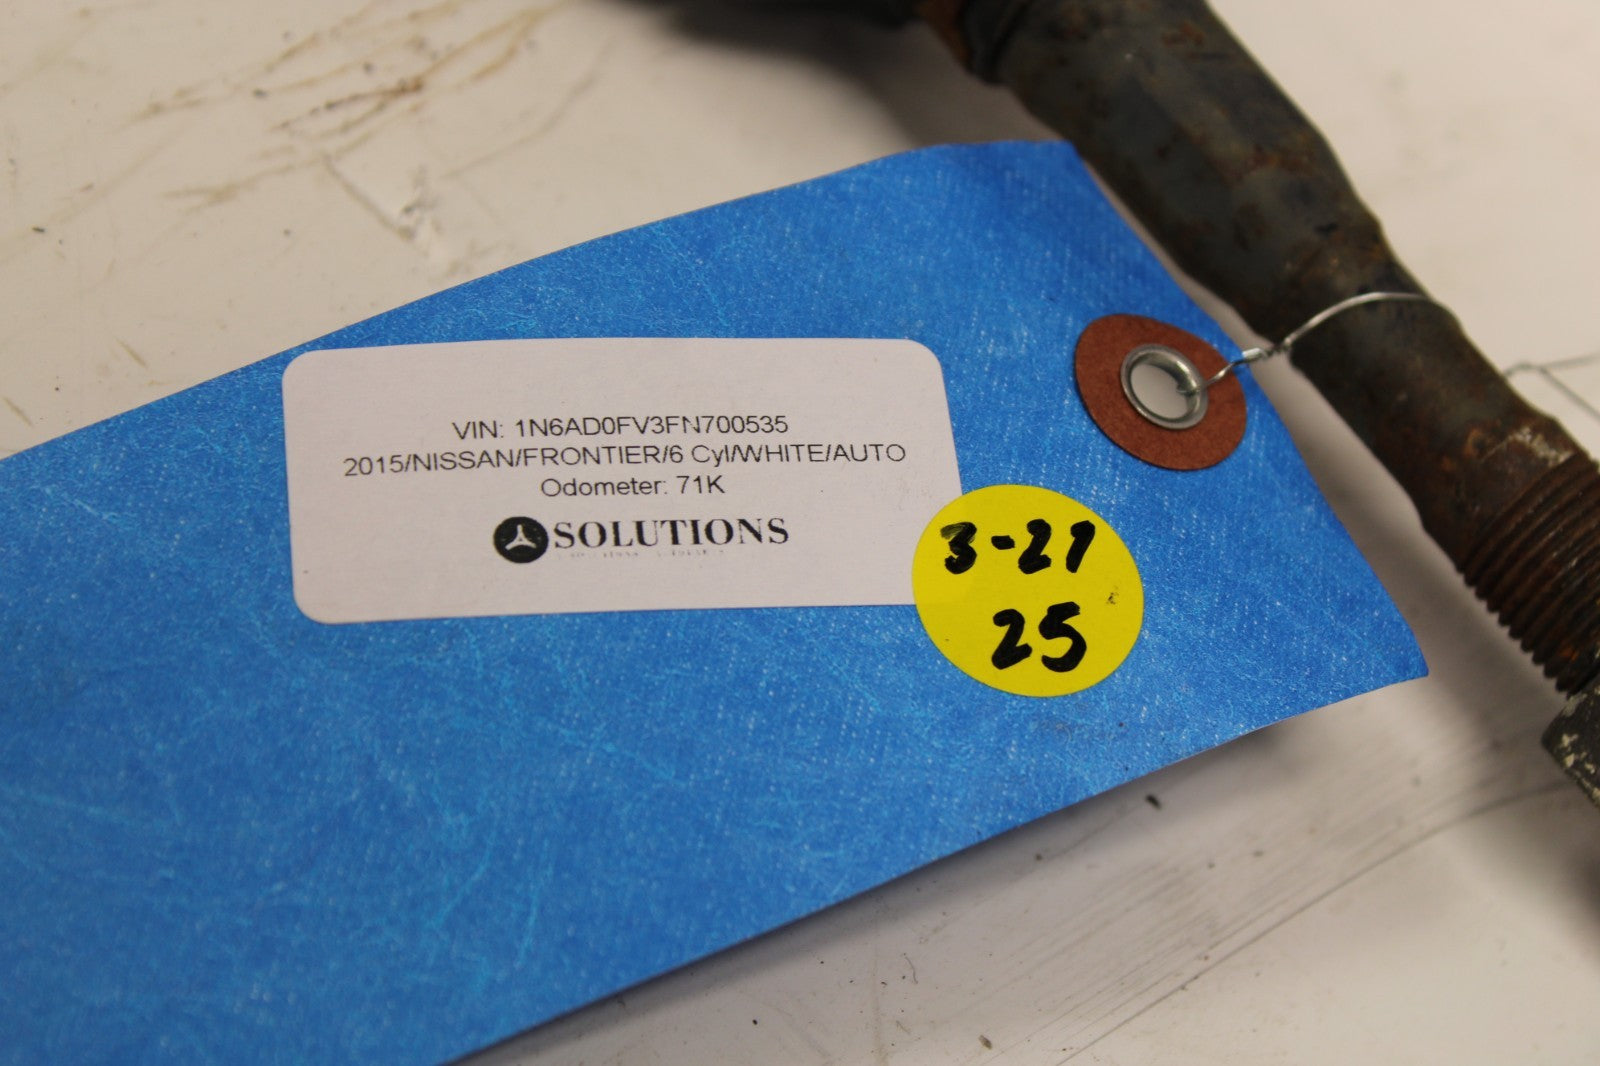 VIN: 1N6AD0FV3FN700535
2015/NISSAN/FRONTIER/6 Cyl/WHITE/AUTO
Odometer: 71K
SOLUTIONS
3-21
25